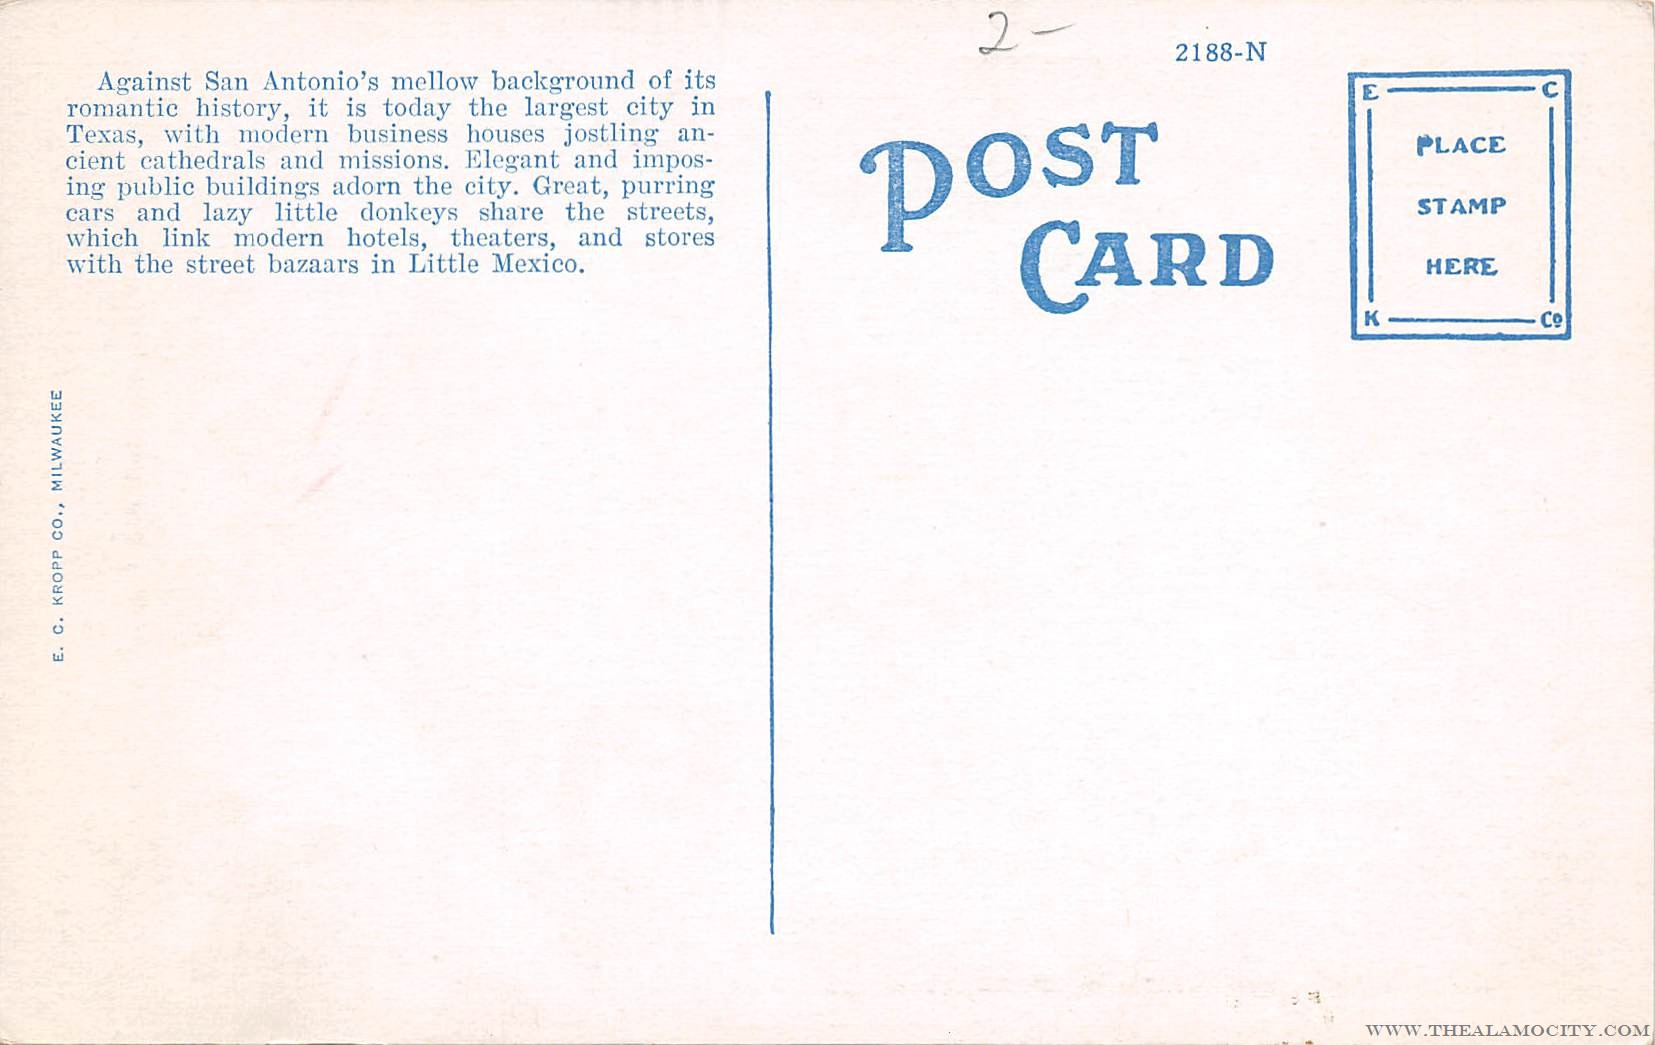 2 -
2188-N
Against San Antonio's mellow background of its
romantic history, it is today the largest city in
Texas, with modern business houses jostling an-
cient cathedrals and missions. Elegant and impos-
ing public buildings adorn the city. Great, purring
cars and lazy little donkeys share the streets,
which link modern hotels, theaters, and stores
with the street bazaars in Little Mexico.
E. C. KROPP CO., MILWAUKEE
POST
CARD
E C
PLACE
STAMP
HERE
K Co
WWW.THEALAMOCITY.COM